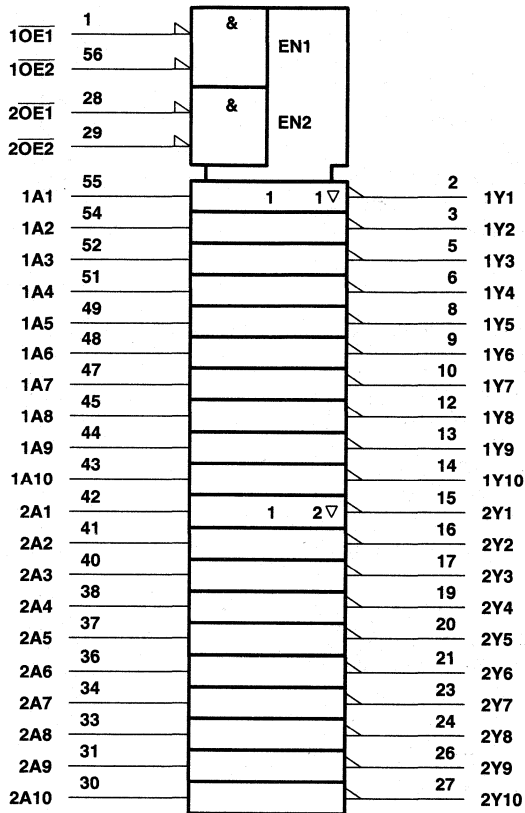 1OE1 1 &
EN1
1OE2 56
2OE1 28 &
EN2
2OE2 29
1A1 55 1 1▽ 2 1Y1
1A2 54 3 1Y2
1A3 52 5 1Y3
1A4 51 6 1Y4
1A5 49 8 1Y5
1A6 48 9 1Y6
1A7 47 10 1Y7
1A8 45 12 1Y8
1A9 44 13 1Y9
1A10 43 14 1Y10
2A1 42 1 2▽ 15 2Y1
2A2 41 16 2Y2
2A3 40 17 2Y3
2A4 38 19 2Y4
2A5 37 20 2Y5
2A6 36 21 2Y6
2A7 34 23 2Y7
2A8 33 24 2Y8
2A9 31 26 2Y9
2A10 30 27 2Y10